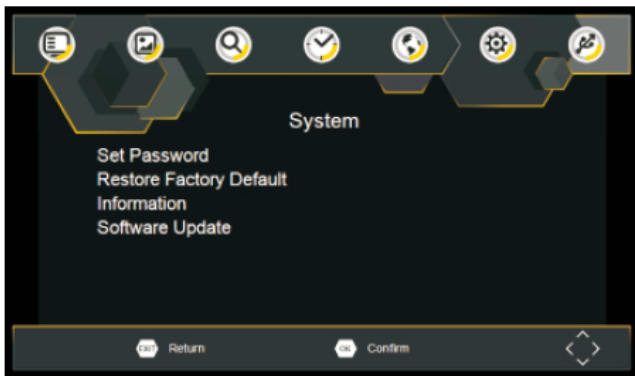 System
Set Password
Restore Factory Default
Information
Software Update
EXIT Return OK Confirm